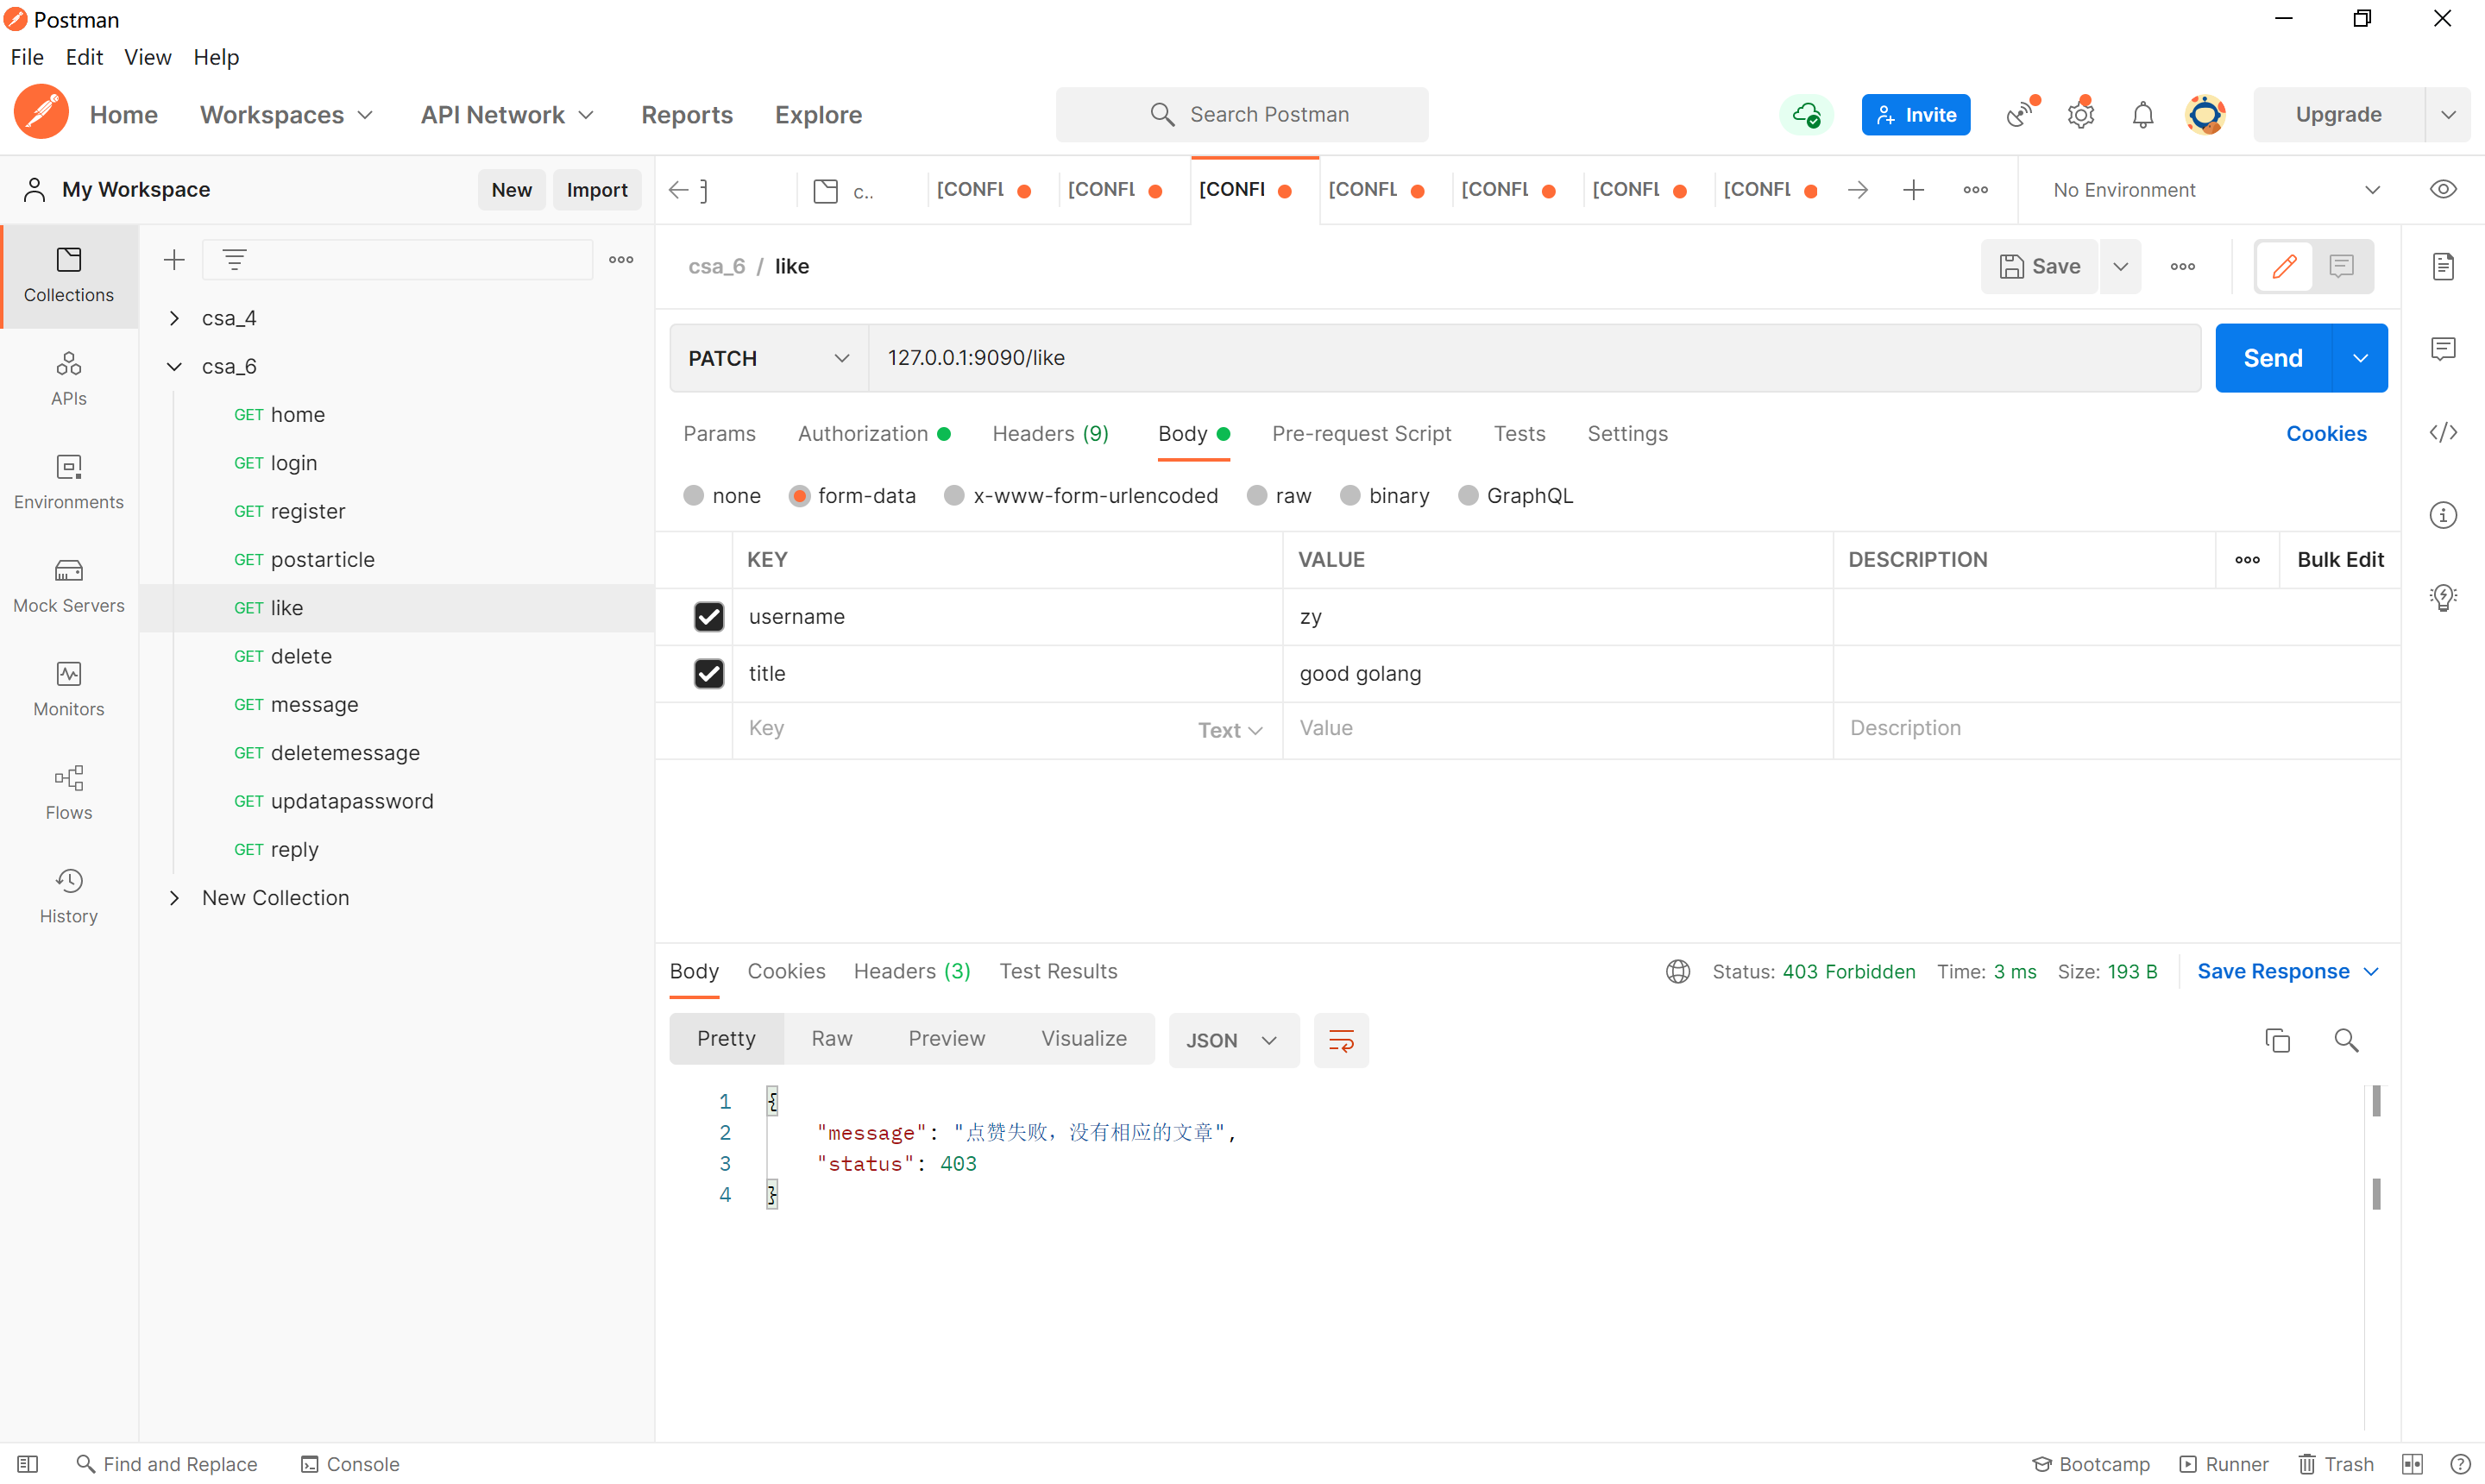 Postman
File Edit View Help
Home Workspaces API Network Reports Explore Search Postman Invite Upgrade
My Workspace New Import ] c.. [CONFL [CONFL [CONFI [CONFL [CONFL [CONFL [CONFL No Environment
Collections
APIs
Environments
Mock Servers
Monitors
Flows
History
csa_4
csa_6
GET home
GET login
GET register
GET postarticle
GET like
GET delete
GET message
GET deletemessage
GET updatapassword
GET reply
New Collection
csa_6 / like Save
PATCH 127.0.0.1:9090/like Send
Params Authorization Headers (9) Body Pre-request Script Tests Settings Cookies
none form-data x-www-form-urlencoded raw binary GraphQL
KEY VALUE DESCRIPTION Bulk Edit
username zy
title good golang
Key Text Value Description
Body Cookies Headers (3) Test Results Status: 403 Forbidden Time: 3 ms Size: 193 B Save Response
Pretty Raw Preview Visualize JSON
1 {
2 "message": "点赞失败，没有相应的文章",
3 "status": 403
4 }
Find and Replace Console Bootcamp Runner Trash